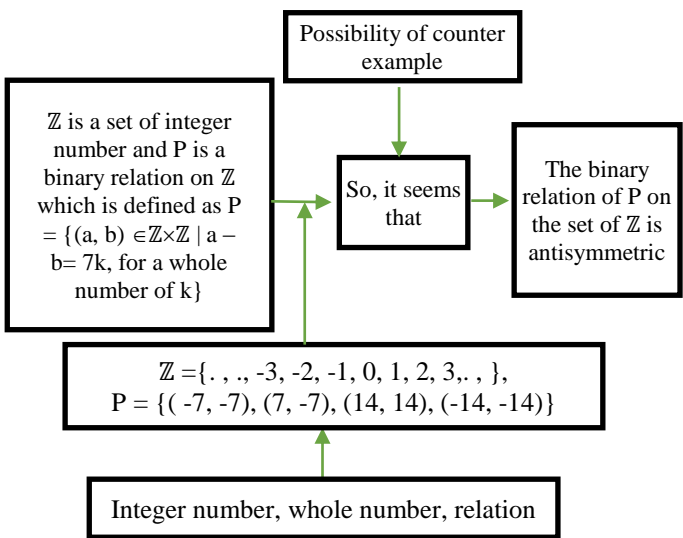 Possibility of counter
example
ℤ is a set of integer
number and P is a
binary relation on ℤ
which is defined as P
= {(a, b) ∈ℤ×ℤ | a –
b= 7k, for a whole
number of k}
So, it seems
that
The binary
relation of P on
the set of ℤ is
antisymmetric
ℤ ={. , ., -3, -2, -1, 0, 1, 2, 3,. , },
P = {( -7, -7), (7, -7), (14, 14), (-14, -14)}
Integer number, whole number, relation